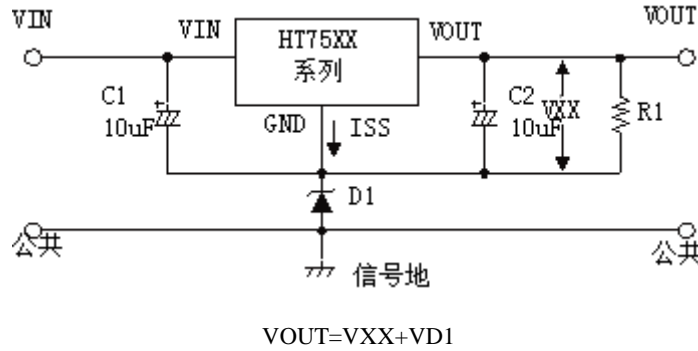 VIN
VOUT
VIN
HT75XX
系列
VOUT
C1
10uF
GND
ISS
C2
10uF
VXX
R1
D1
公共
公共
信号地
VOUT=VXX+VD1